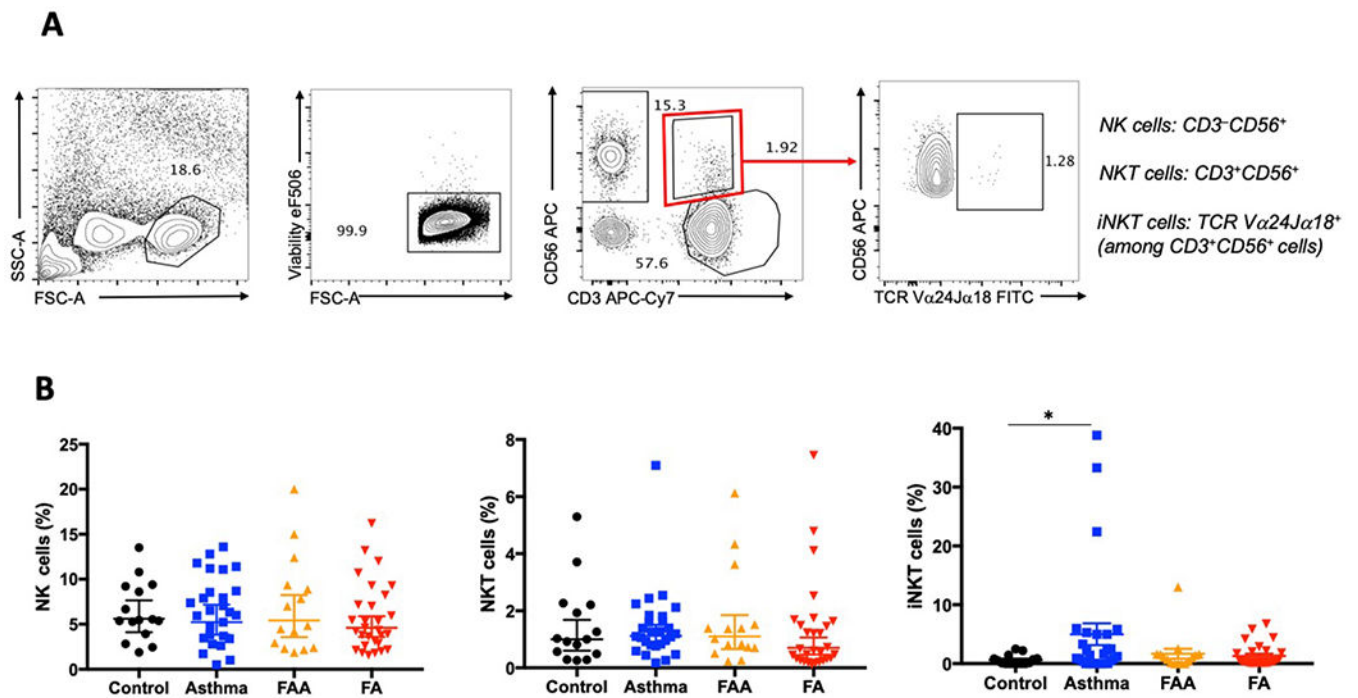 A
SSC-A
18.6
FSC-A
Viability eF506
99.9
FSC-A
CD56 APC
15.3
1.92
57.6
CD3 APC-Cy7
CD56 APC
1.28
TCR Vα24Jα18 FITC
NK cells: CD3⁻CD56⁺
NKT cells: CD3⁺CD56⁺
iNKT cells: TCR Vα24Jα18⁺
(among CD3⁺CD56⁺ cells)
B
NK cells (%)
25
20
15
10
5
0
Control Asthma FAA FA
NKT cells (%)
8
6
4
2
0
Control Asthma FAA FA
iNKT cells (%)
40
30
20
10
0
*
Control Asthma FAA FA